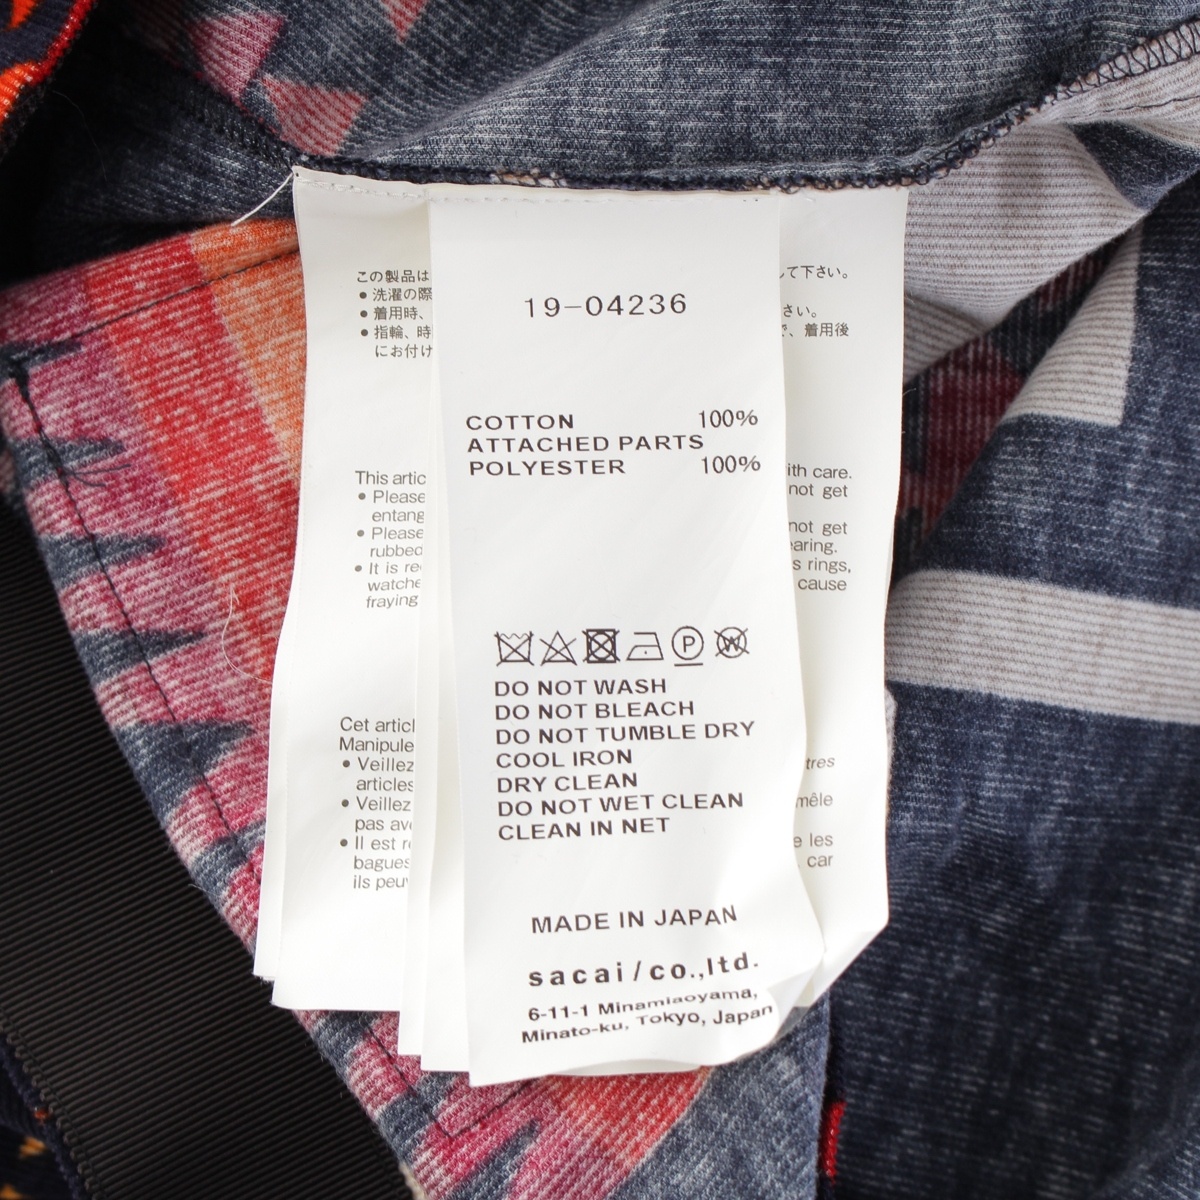 19-04236
COTTON 100%
ATTACHED PARTS
POLYESTER 100%
P W
DO NOT WASH
DO NOT BLEACH
DO NOT TUMBLE DRY
COOL IRON
DRY CLEAN
DO NOT WET CLEAN
CLEAN IN NET
MADE IN JAPAN
sacai/co.,ltd.
6-11-1 Minamiaoyama,
Minato-ku, Tokyo, Japan
この製品は
• 洗濯の際
• 着用時、
• 指輪、時
にお付け
して下さい。
さい。
で、着用後
This artic
• Please
entang
• Please
rubbed
• It is re
watche
fraying
ith care.
not get
not get
earing.
s rings,
cause
Cet articl
Manipule
• Veillez
articles
• Veillez
pas ave
• Il est r
bagues
ils peuv
tres
mêle
e les
car